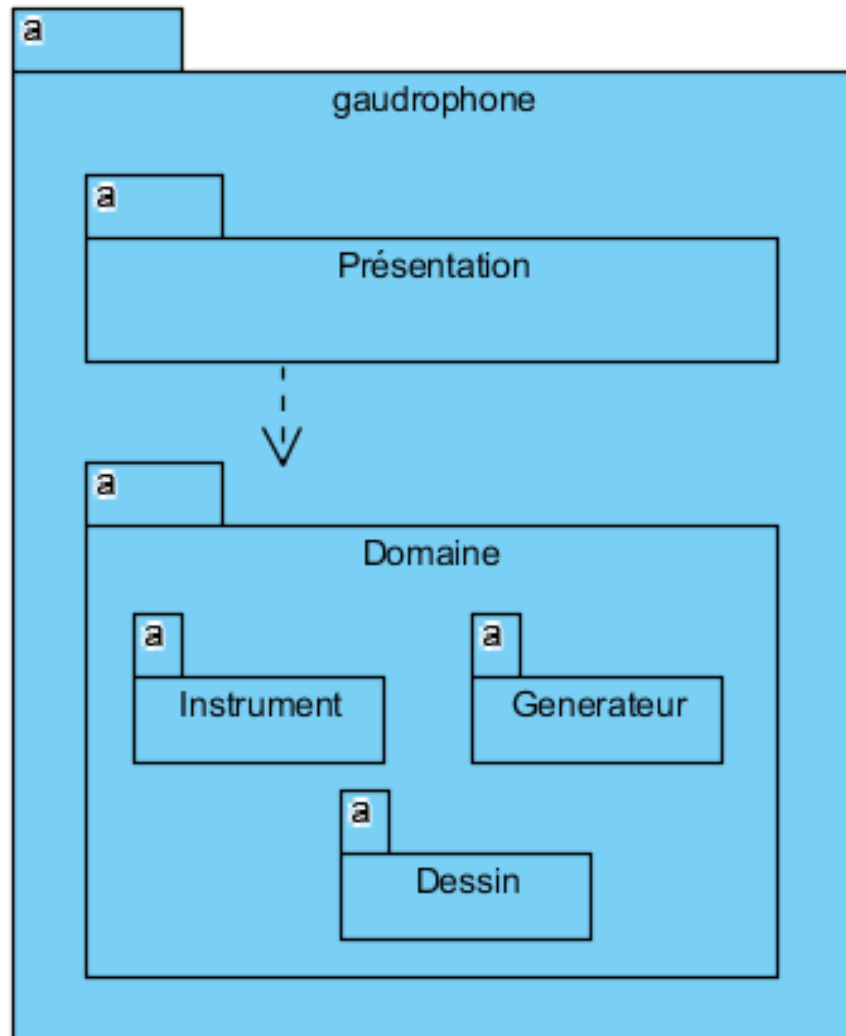 a
gaudrophone
a
Présentation
a
Domaine
a
a
Instrument
Generateur
a
Dessin